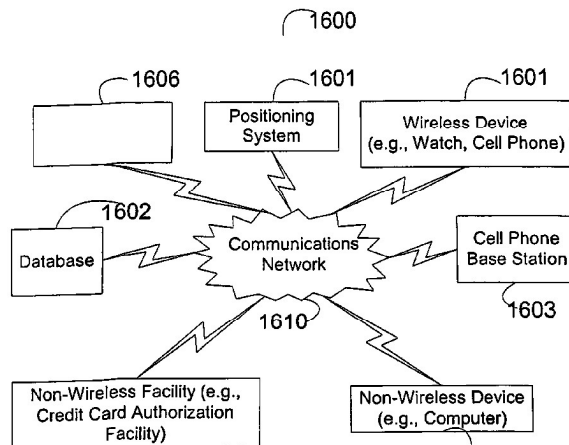 1600
1606
1601
1601
Positioning
System
Wireless Device
(e.g., Watch, Cell Phone)
1602
Database
Communications
Network
Cell Phone
Base Station
1603
1610
Non-Wireless Facility (e.g.,
Credit Card Authorization
Facility)
Non-Wireless Device
(e.g., Computer)